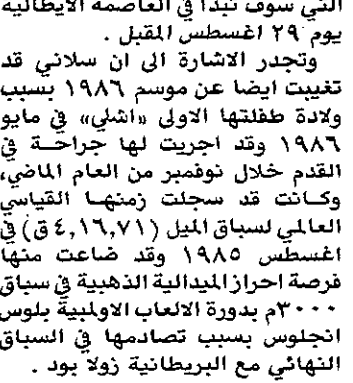 التي سوف تبدأ في العاصمة الايطالية
يوم ٢٩ اغسطس المقبل .
وتجدر الاشارة الى ان سلاني قد
تغيبت ايضا عن موسم ١٩٨٦ بسبب
ولادة طفلتها الاولى «اشلي» في مايو
١٩٨٦ وقد اجريت لها جراحة في
القدم خلال نوفمبر من العام الماضي،
وكانت قد سجلت زمنها القياسي
العالمي لسباق الميل (٤,١٦,٧١ ق) في
اغسطس ١٩٨٥ وقد ضاعت منها
فرصة احراز الميدالية الذهبية في سباق
٣٠٠٠م بدورة الالعاب الاولمبية بلوس
انجلوس بسبب تصادمها في السباق
النهائي مع البريطانية زولا بود .